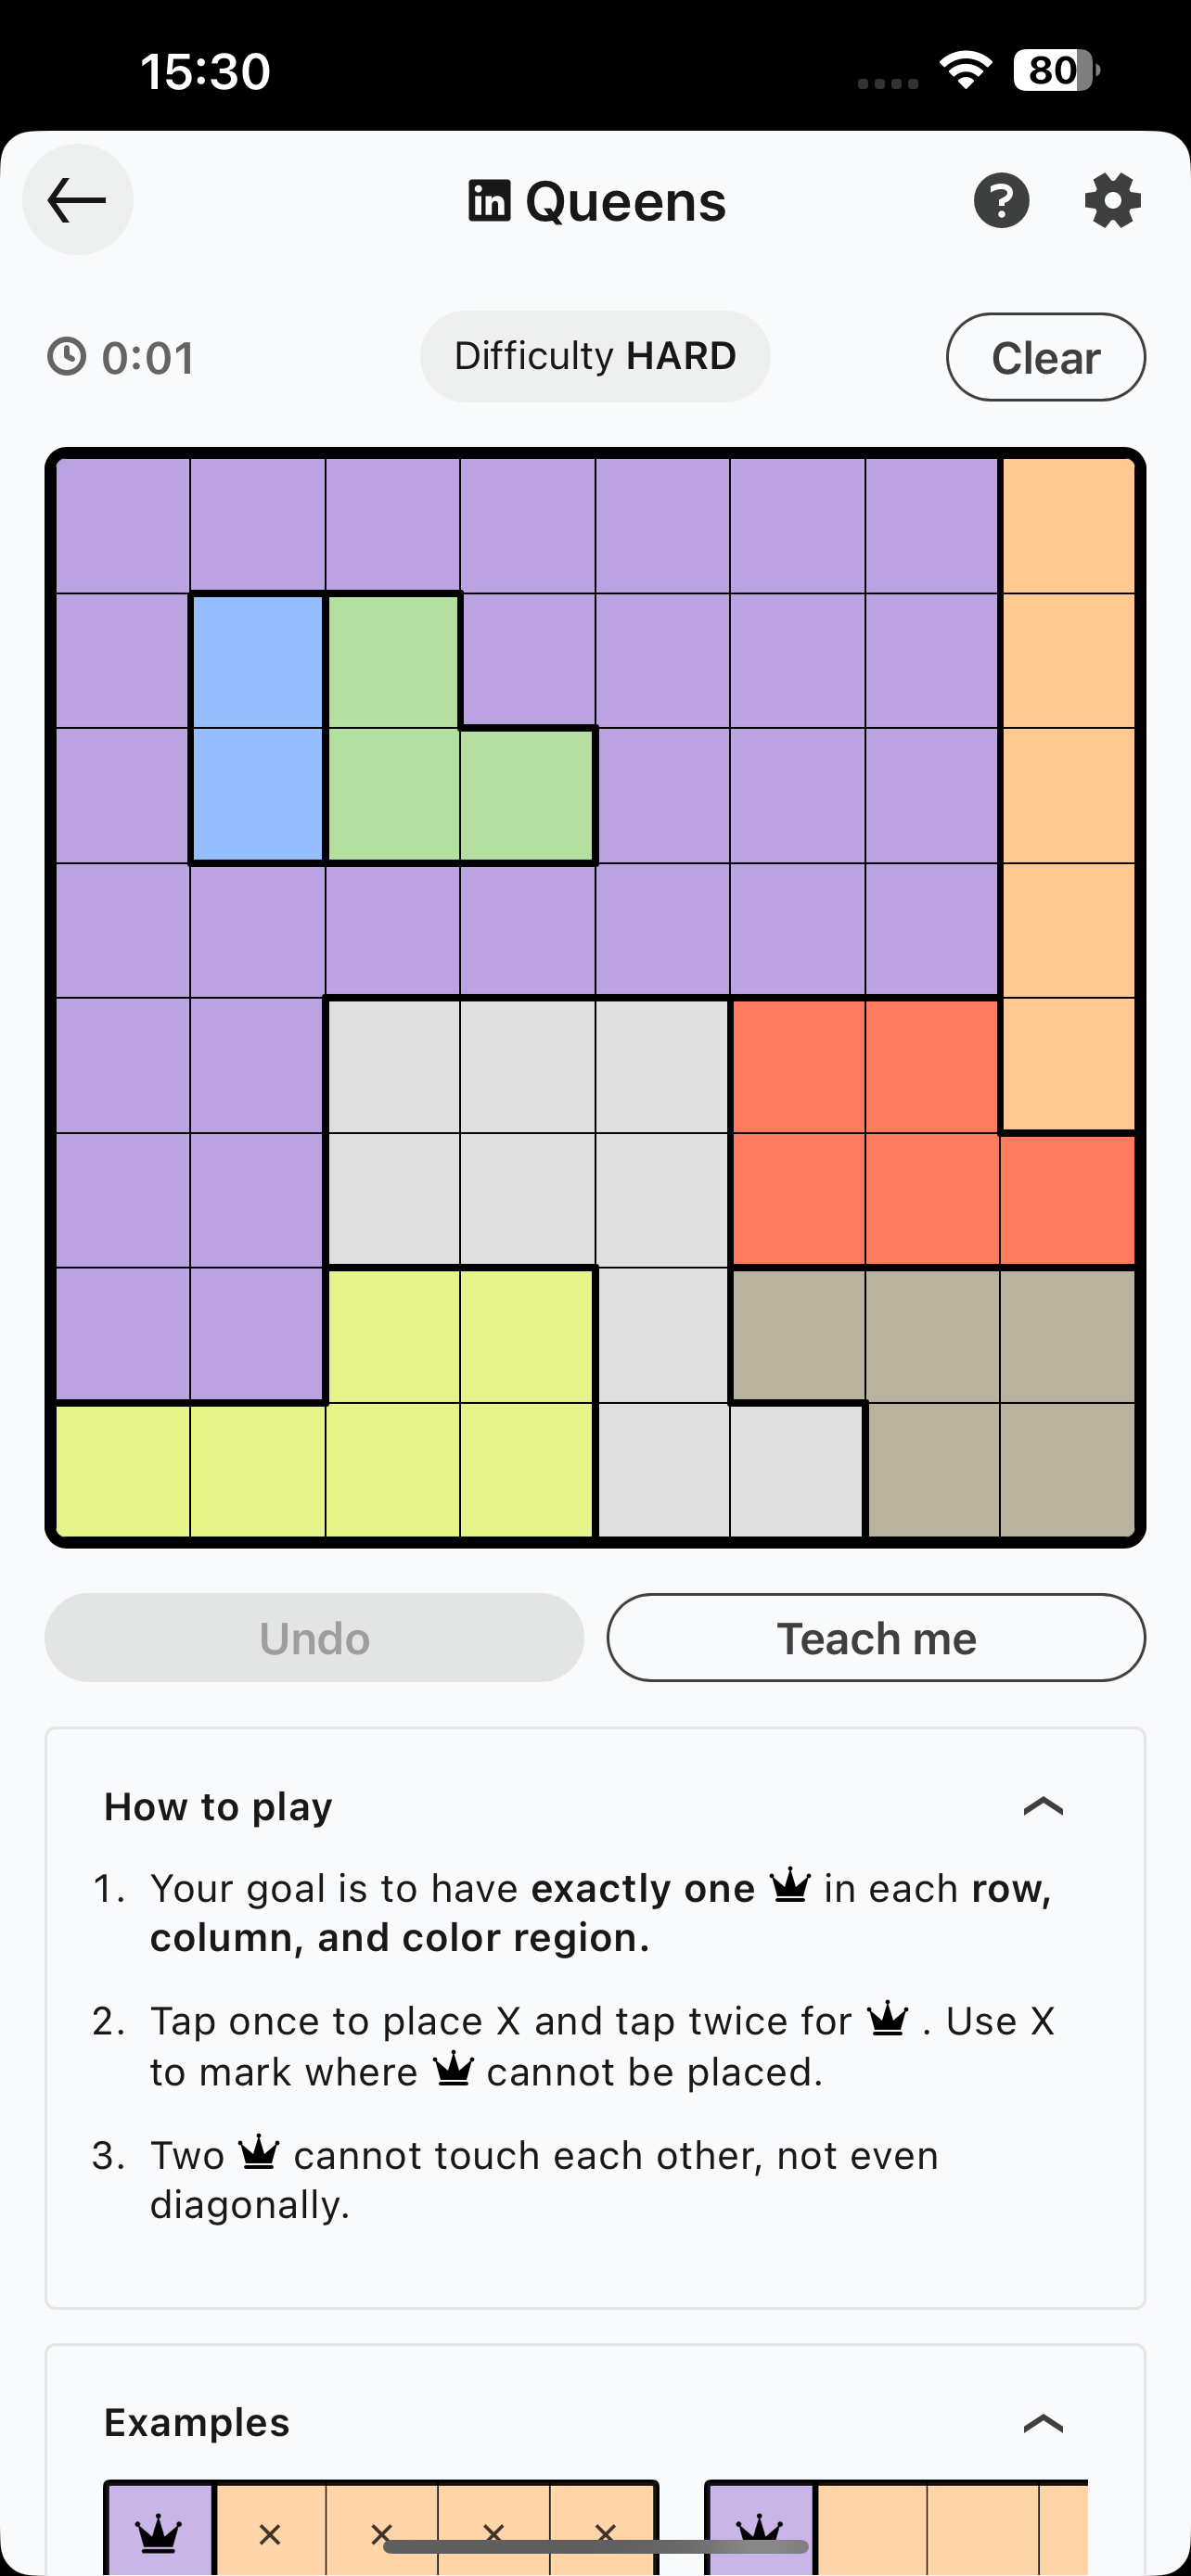 15:30
80
in Queens
?
0:01
Difficulty HARD
Clear
Undo
Teach me
How to play
1. Your goal is to have exactly one in each row,
column, and color region.
2. Tap once to place X and tap twice for . Use X
to mark where cannot be placed.
3. Two cannot touch each other, not even
diagonally.
Examples